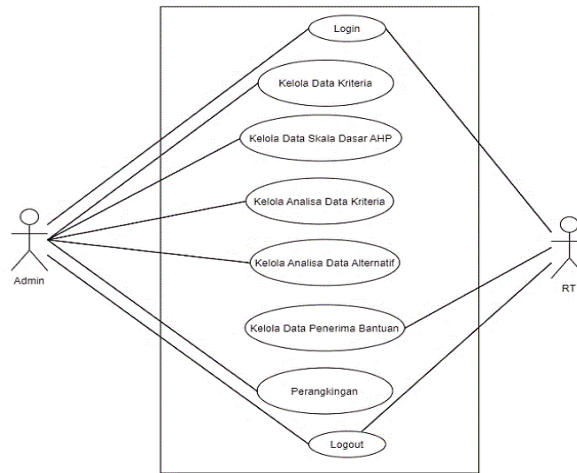 Login
Kelola Data Kriteria
Kelola Data Skala Dasar AHP
Kelola Analisa Data Kriteria
Admin
RT
Kelola Analisa Data Alternatif
Kelola Data Penerima Bantuan
Perangkingan
Logout